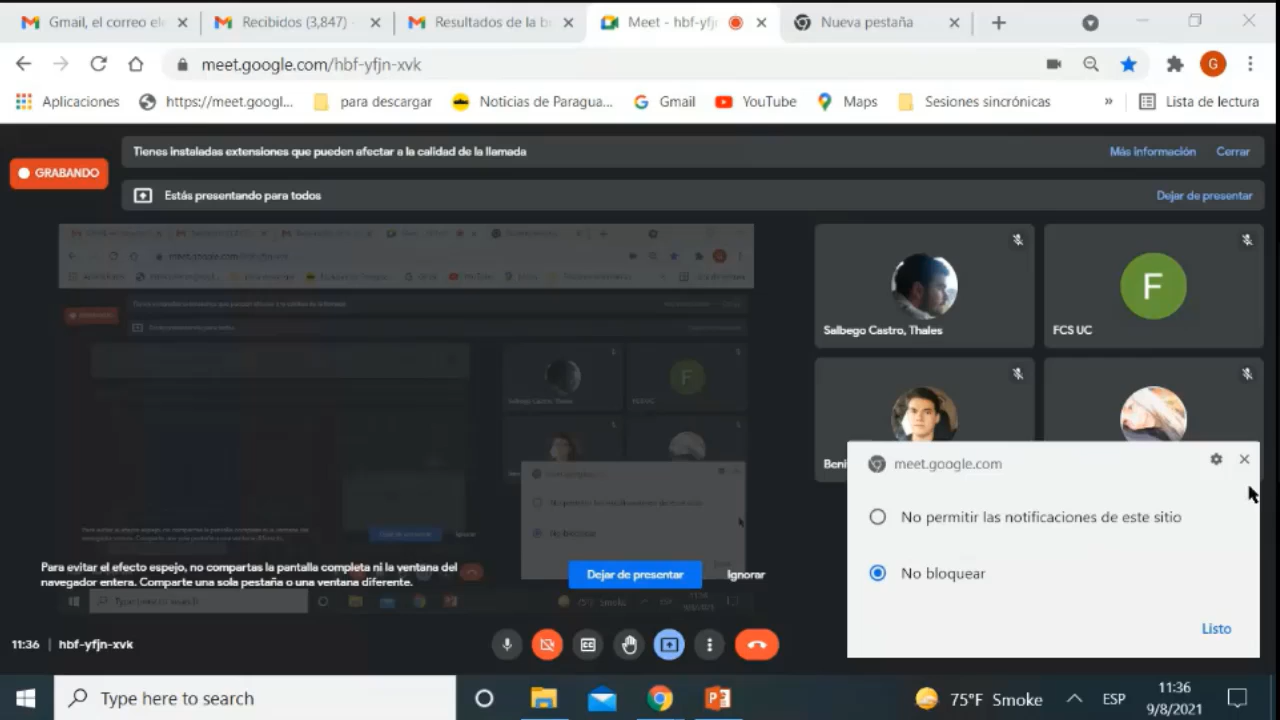 Gmail, el correo ele
Recibidos (3,847) -
Resultados de la b
Meet - hbf-yfjn
Nueva pestaña
meet.google.com/hbf-yfjn-xvk
G
Aplicaciones
https://meet.googl...
para descargar
Noticias de Paragua...
Gmail
YouTube
Maps
Sesiones sincrónicas
»
Lista de lectura
GRABANDO
Tienes instaladas extensiones que pueden afectar a la calidad de la llamada
Más información
Cerrar
Estás presentando para todos
Dejar de presentar
Salbego Castro, Thales
F
FCS UC
Beni
meet.google.com
No permitir las notificaciones de este sitio
No bloquear
Listo
Para evitar el efecto espejo, no compartas la pantalla completa ni la ventana del
navegador entera. Comparte una sola pestaña o una ventana diferente.
Dejar de presentar
Ignorar
11:36 | hbf-yfjn-xvk
Type here to search
75°F Smoke
ESP
11:36
9/8/2021